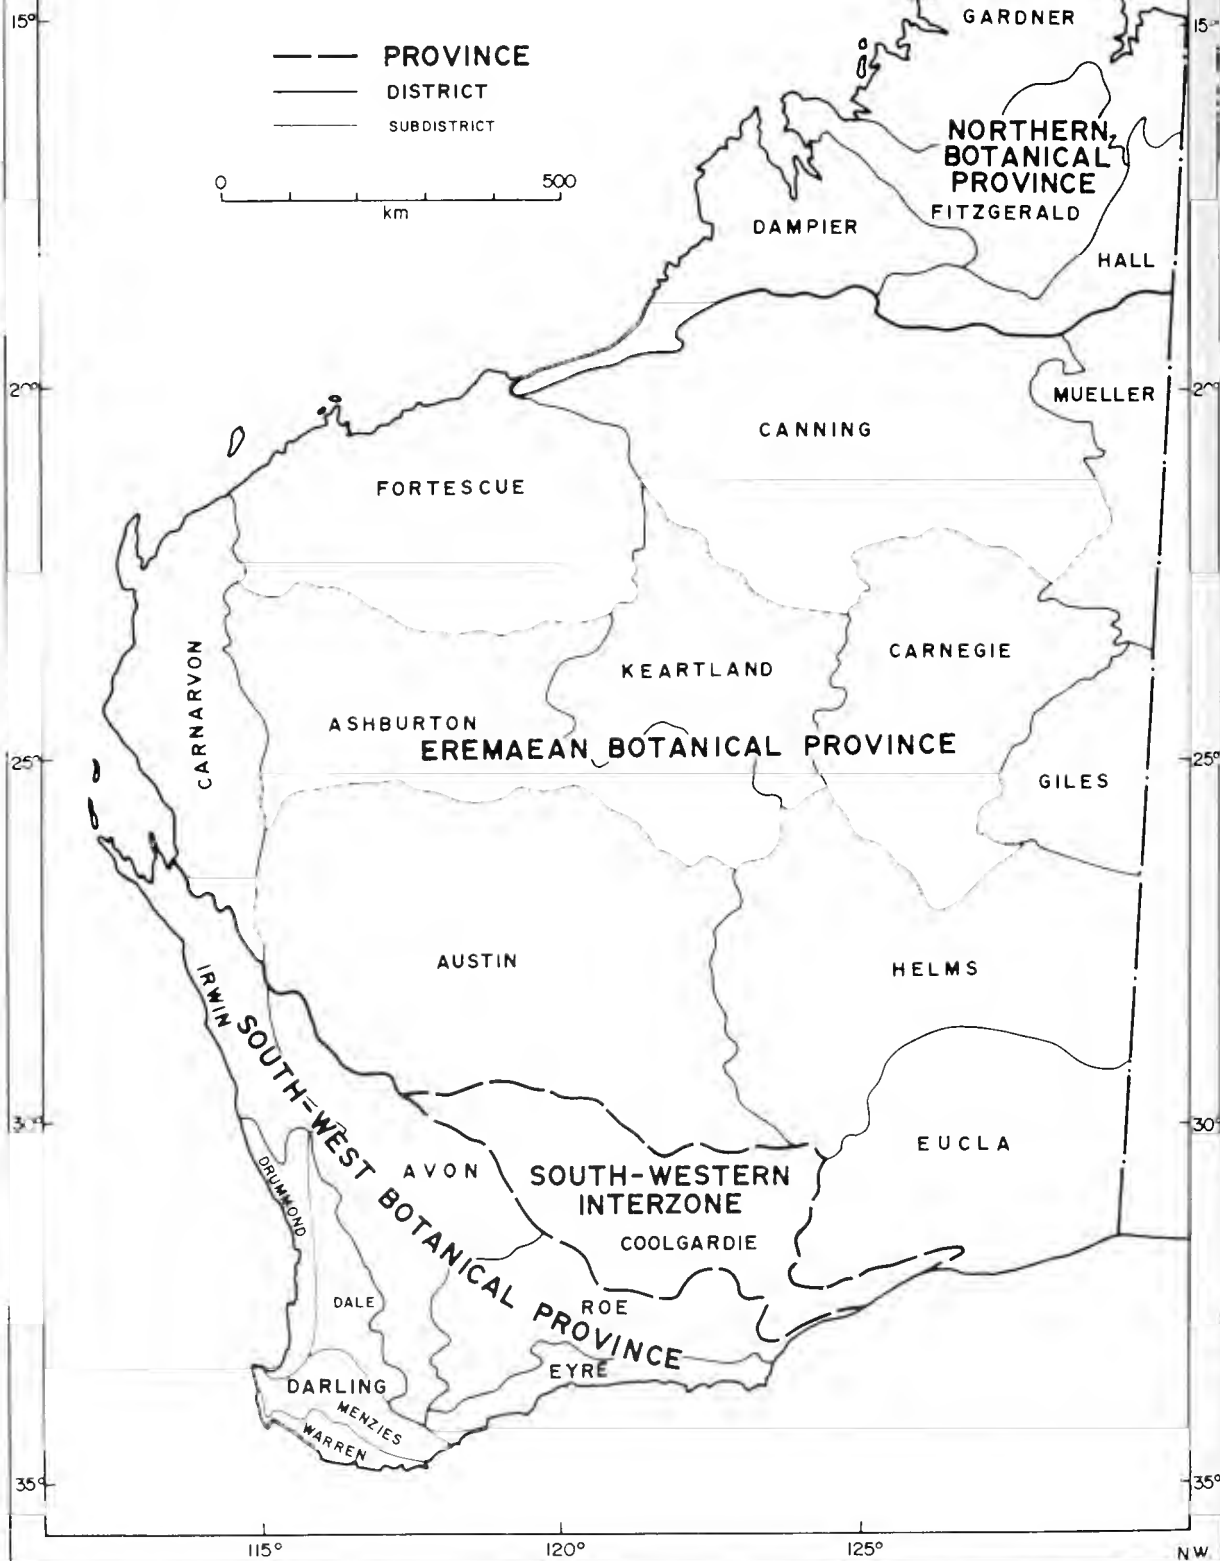 15°
GARDNER
15°
PROVINCE
DISTRICT
SUBDISTRICT
0
500
km
NORTHERN
BOTANICAL
PROVINCE
FITZGERALD
DAMPIER
HALL
20°
20°
MUELLER
CANNING
FORTESCUE
CARNARVON
KEARTLAND
CARNEGIE
ASHBURTON
EREMAEAN BOTANICAL PROVINCE
25°
25°
GILES
AUSTIN
HELMS
IRWIN
SOUTH-WEST BOTANICAL PROVINCE
30°
30°
DRUMMOND
AVON
SOUTH-WESTERN
INTERZONE
COOLGARDIE
EUCLA
DALE
ROE
EYRE
DARLING
MENZIES
WARREN
35°
35°
115°
120°
125°
NW